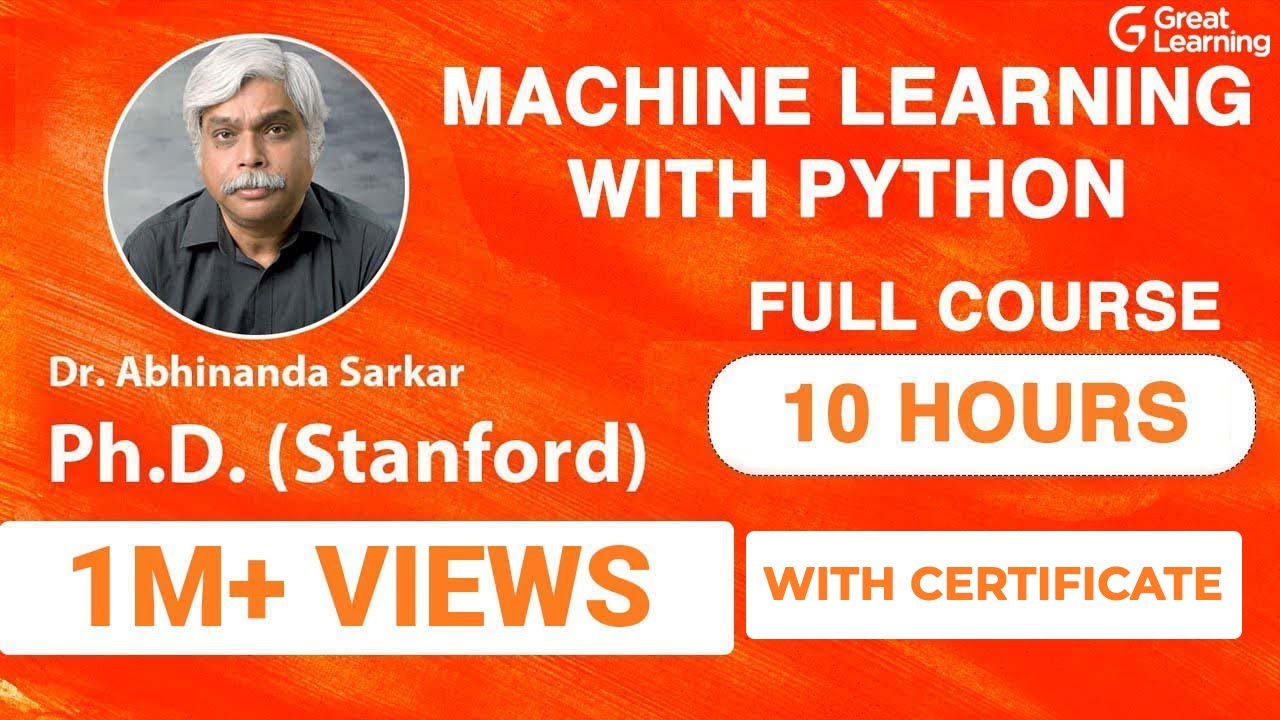 Great
Learning
MACHINE LEARNING
WITH PYTHON
FULL COURSE
10 HOURS
Dr. Abhinanda Sarkar
Ph.D. (Stanford)
1M+ VIEWS
WITH CERTIFICATE